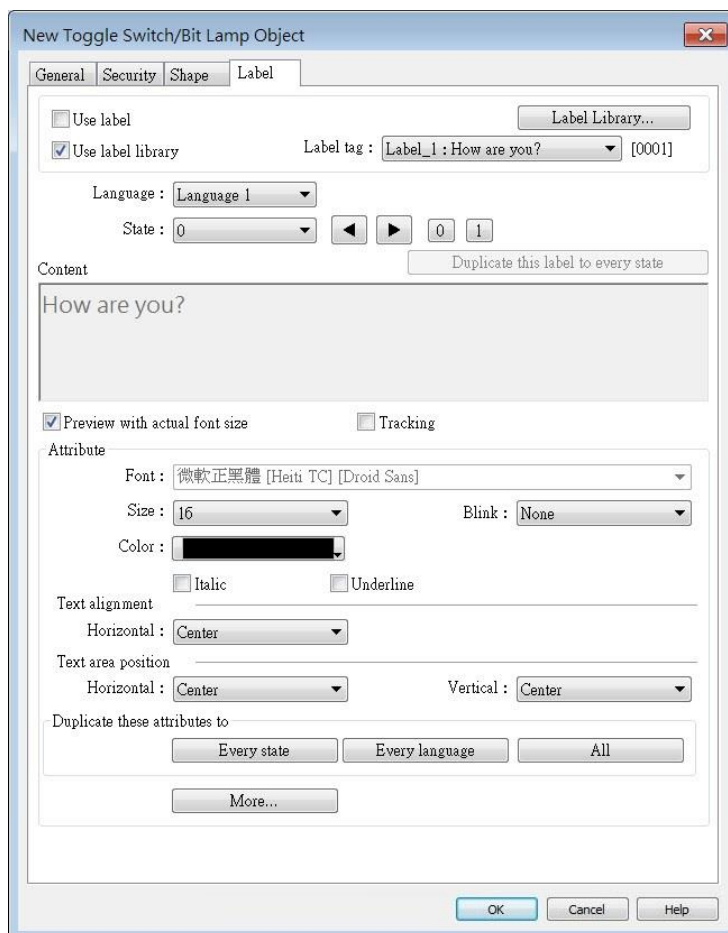 New Toggle Switch/Bit Lamp Object
General Security Shape Label
Use label Label Library...
Use label library Label tag : Label_1 : How are you? [0001]
Language : Language 1
State : 0 0 1
Content Duplicate this label to every state
How are you?
Preview with actual font size Tracking
Attribute
Font : 微軟正黑體 [Heiti TC] [Droid Sans]
Size : 16 Blink : None
Color :
Italic Underline
Text alignment
Horizontal : Center
Text area position
Horizontal : Center Vertical : Center
Duplicate these attributes to
Every state Every language All
More...
OK Cancel Help